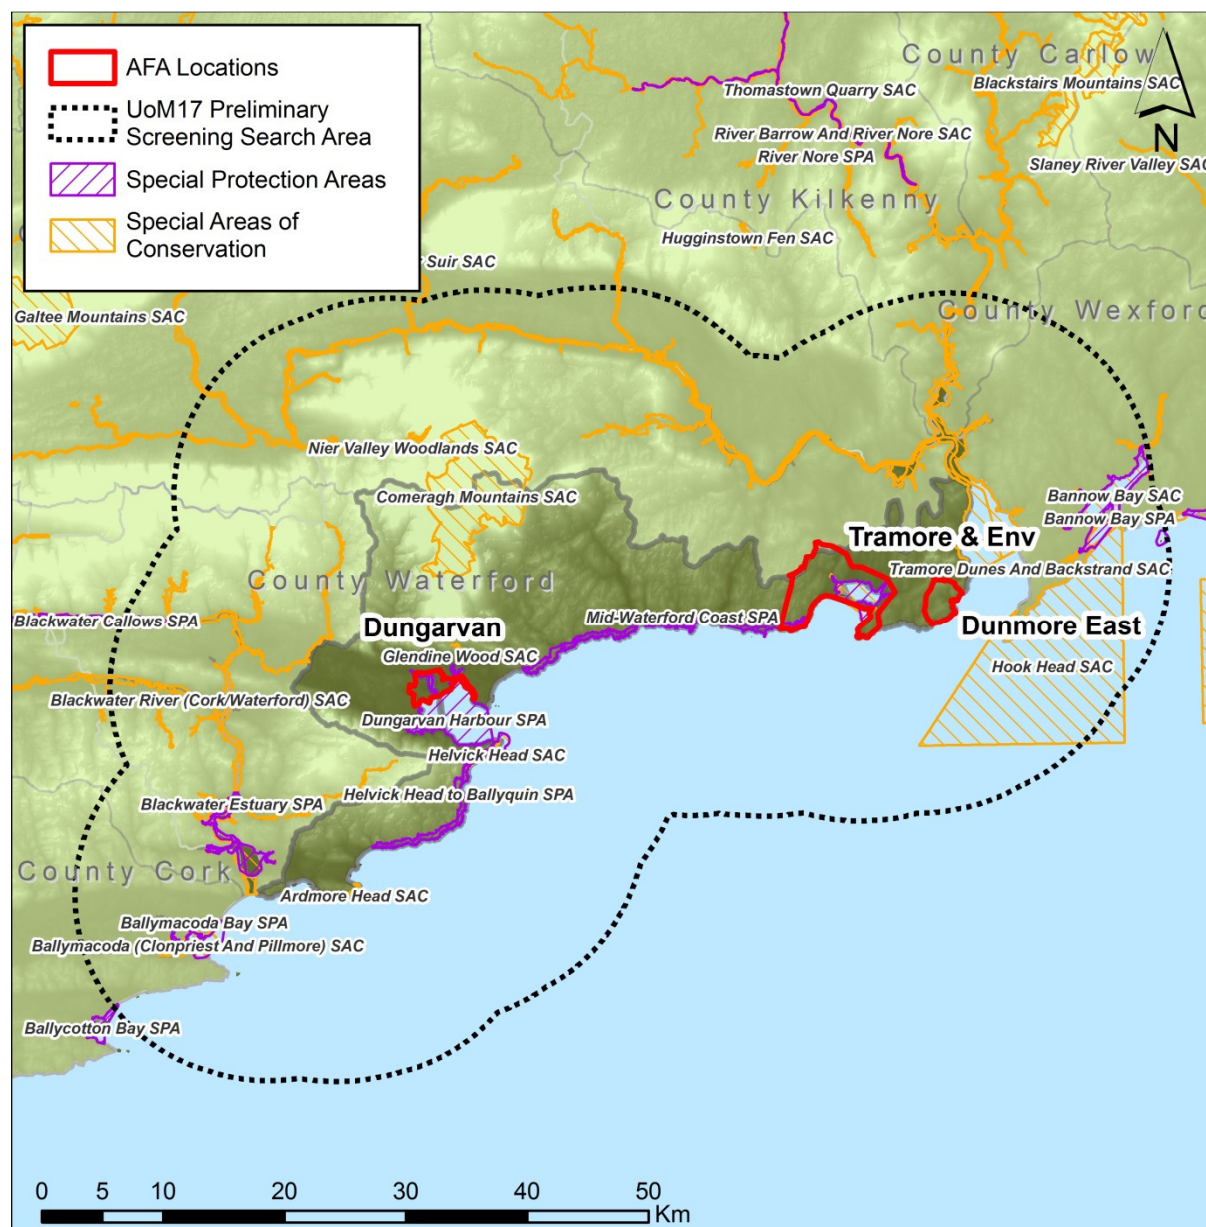 AFA Locations
UoM17 Preliminary
Screening Search Area
Special Protection Areas
Special Areas of
Conservation
County Carlow
Blackstairs Mountains SAC
N
Thomastown Quarry SAC
River Barrow And River Nore SAC
River Nore SPA
Slaney River Valley SAC
County Kilkenny
Hugginstown Fen SAC
Suir SAC
Galtee Mountains SAC
County Wexford
Nier Valley Woodlands SAC
Comeragh Mountains SAC
Bannow Bay SAC
Bannow Bay SPA
Tramore & Env
Tramore Dunes And Backstrand SAC
County Waterford
Blackwater Callows SPA
Mid-Waterford Coast SPA
Dungarvan
Dunmore East
Glendine Wood SAC
Hook Head SAC
Blackwater River (Cork/Waterford) SAC
Dungarvan Harbour SPA
Helvick Head SAC
Helvick Head to Ballyquin SPA
Blackwater Estuary SPA
County Cork
Ardmore Head SAC
Ballymacoda Bay SPA
Ballymacoda (Clonpriest And Pillmore) SAC
Ballycotton Bay SPA
0 5 10 20 30 40 50
Km